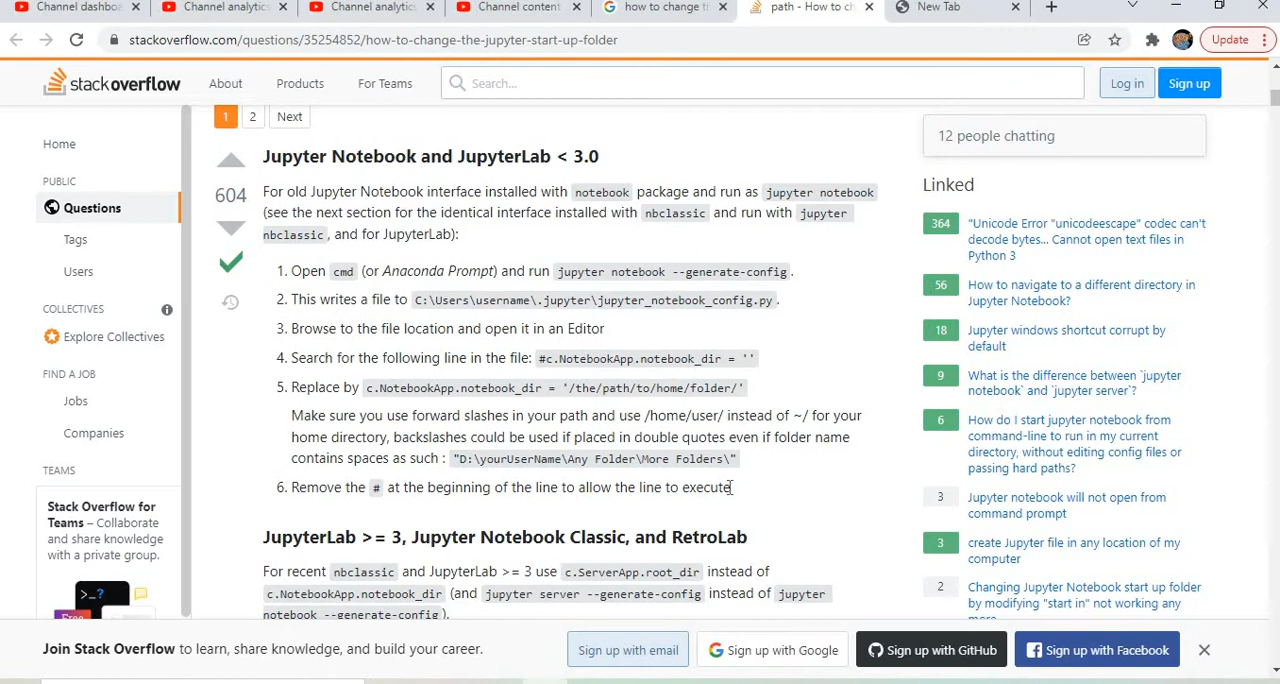 Channel dashboa
Channel analytics
Channel analytics
Channel content
how to change th
path - How to ch
New Tab
stackoverflow.com/questions/35254852/how-to-change-the-jupyter-start-up-folder
Update
stackoverflow
About
Products
For Teams
Search...
Log in
Sign up
Home
PUBLIC
Questions
Tags
Users
COLLECTIVES
Explore Collectives
FIND A JOB
Jobs
Companies
TEAMS
Stack Overflow for
Teams – Collaborate
and share knowledge
with a private group.
>_?
Free
1 2 Next
604
Jupyter Notebook and JupyterLab < 3.0
For old Jupyter Notebook interface installed with notebook package and run as jupyter notebook
(see the next section for the identical interface installed with nbclassic and run with jupyter
nbclassic, and for JupyterLab):
1. Open cmd (or Anaconda Prompt) and run jupyter notebook --generate-config.
2. This writes a file to C:\Users\username\.jupyter\jupyter_notebook_config.py.
3. Browse to the file location and open it in an Editor
4. Search for the following line in the file: #c.NotebookApp.notebook_dir = ''
5. Replace by c.NotebookApp.notebook_dir = '/the/path/to/home/folder/'
Make sure you use forward slashes in your path and use /home/user/ instead of ~/ for your
home directory, backslashes could be used if placed in double quotes even if folder name
contains spaces as such : "D:\yourUserName\Any Folder\More Folders\"
6. Remove the # at the beginning of the line to allow the line to execute
JupyterLab >= 3, Jupyter Notebook Classic, and RetroLab
For recent nbclassic and JupyterLab >= 3 use c.ServerApp.root_dir instead of
c.NotebookApp.notebook_dir (and jupyter server --generate-config instead of jupyter
notebook --generate-config).
12 people chatting
Linked
364 "Unicode Error "unicodeescape" codec can't
decode bytes... Cannot open text files in
Python 3
56 How to navigate to a different directory in
Jupyter Notebook?
18 Jupyter windows shortcut corrupt by
default
9 What is the difference between `jupyter
notebook` and `jupyter server`?
6 How do I start jupyter notebook from
command-line to run in my current
directory, without editing config files or
passing hard paths?
3 Jupyter notebook will not open from
command prompt
3 create Jupyter file in any location of my
computer
2 Changing Jupyter Notebook start up folder
by modifying "start in" not working any
more
Join Stack Overflow to learn, share knowledge, and build your career.
Sign up with email
Sign up with Google
Sign up with GitHub
Sign up with Facebook